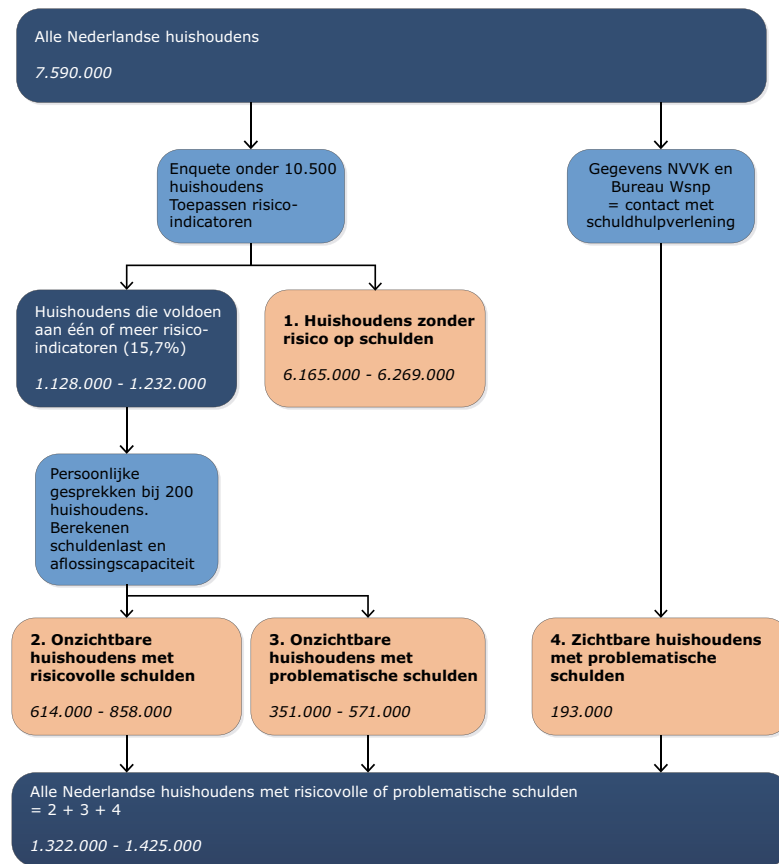 Alle Nederlandse huishoudens
7.590.000
Enquete onder 10.500
huishoudens
Toepassen risico-
indicatoren
Gegevens NVVK en
Bureau Wsnp
= contact met
schuldhulpverlening
Huishoudens die voldoen
aan één of meer risico-
indicatoren (15,7%)
1.128.000 - 1.232.000
1. Huishoudens zonder
risico op schulden
6.165.000 - 6.269.000
Persoonlijke
gesprekken bij 200
huishoudens.
Berekenen
schuldenlast en
aflossingscapaciteit
2. Onzichtbare
huishoudens met
risicovolle schulden
614.000 - 858.000
3. Onzichtbare
huishoudens met
problematische schulden
351.000 - 571.000
4. Zichtbare huishoudens
met problematische
schulden
193.000
Alle Nederlandse huishoudens met risicovolle of problematische schulden
= 2 + 3 + 4
1.322.000 - 1.425.000